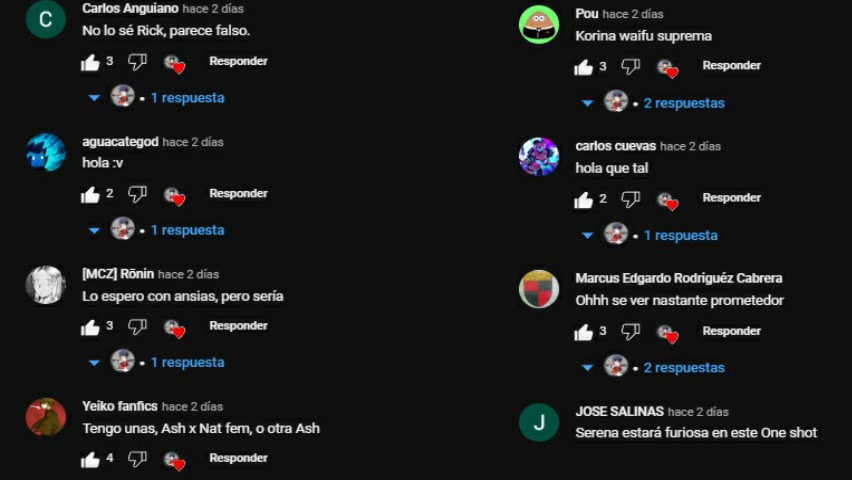 Carlos Anguiano hace 2 días
No lo sé Rick, parece falso.
3 Responder
1 respuesta
aguacategod hace 2 días
hola :v
2 Responder
1 respuesta
[MCZ] Rōnin hace 2 días
Lo espero con ansias, pero sería
3 Responder
1 respuesta
Yeiko fanfics hace 2 días
Tengo unas, Ash x Nat fem, o otra Ash
4 Responder
Pou hace 2 días
Korina waifu suprema
3 Responder
2 respuestas
carlos cuevas hace 2 días
hola que tal
2 Responder
1 respuesta
Marcus Edgardo Rodriguéz Cabrera
Ohhh se ver nastante prometedor
3 Responder
2 respuestas
J
JOSE SALINAS hace 2 días
Serena estará furiosa en este One shot